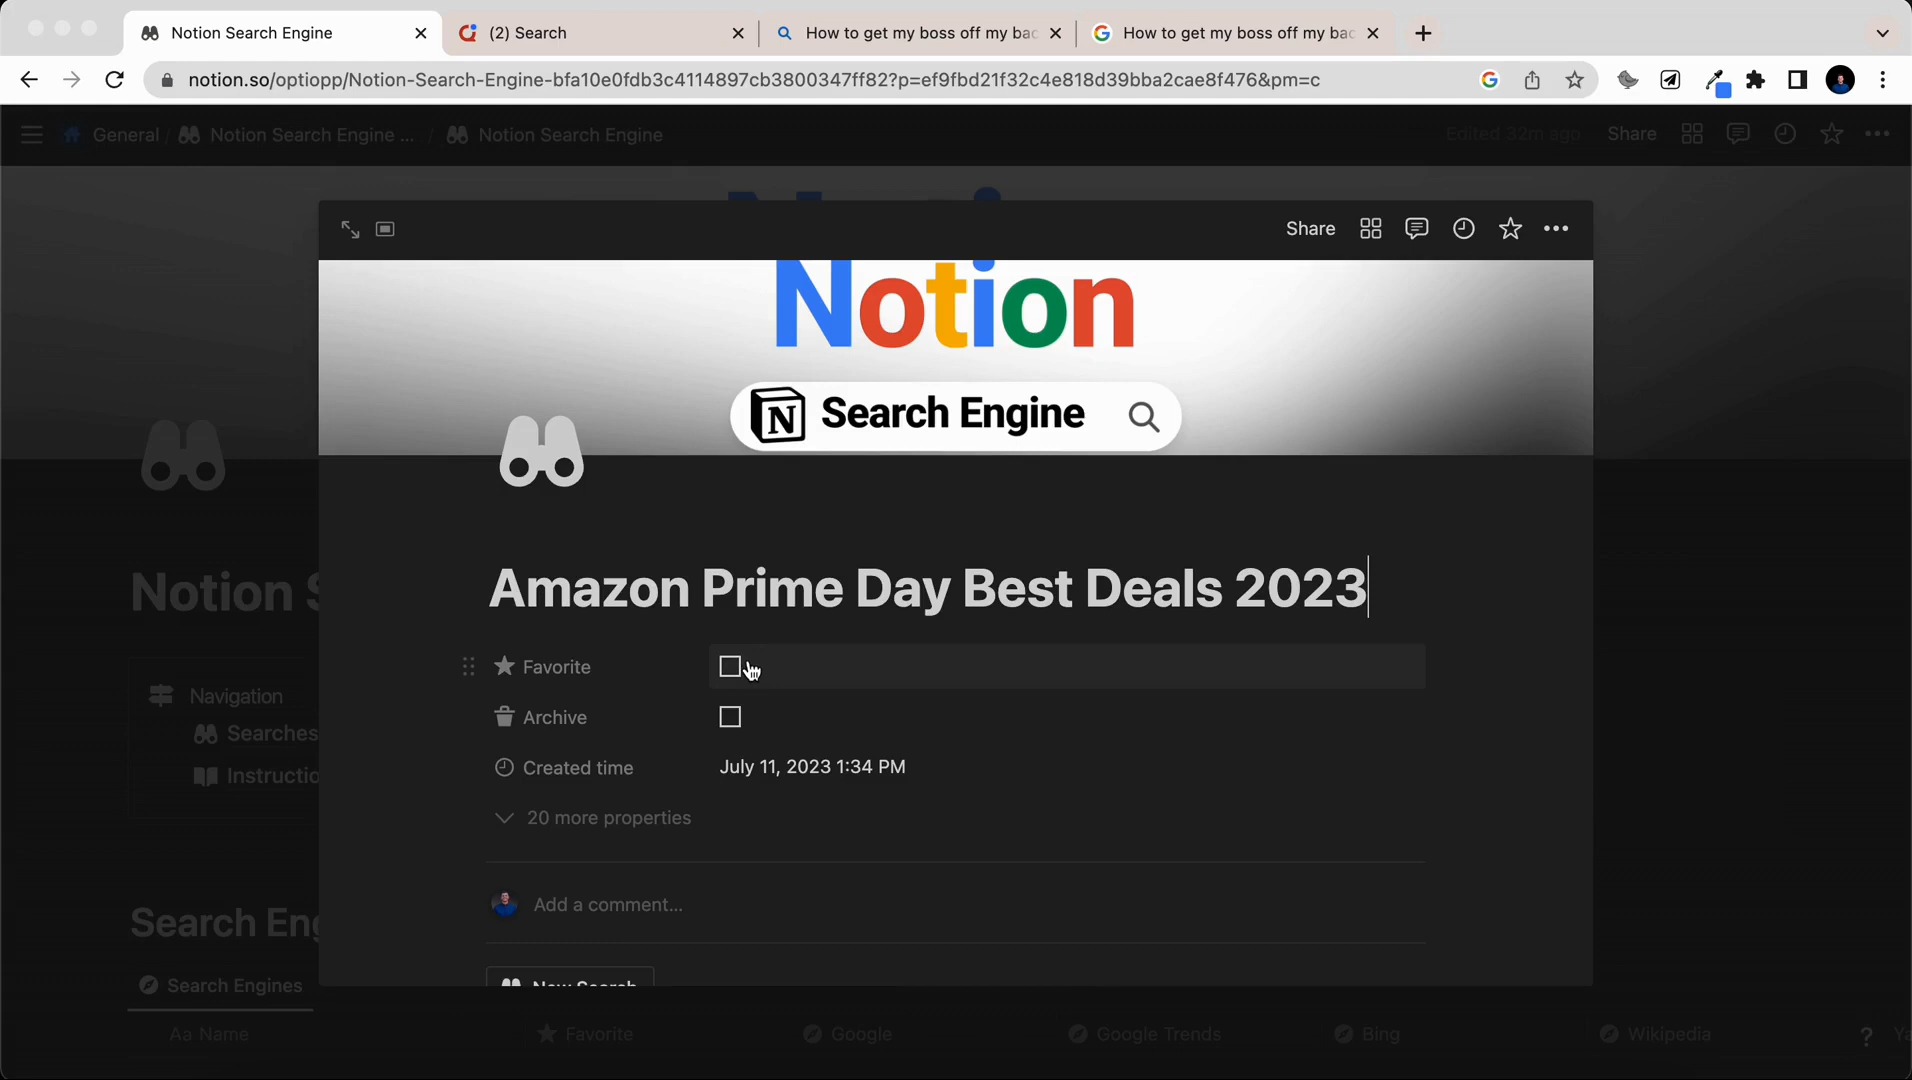 Notion Search Engine
(2) Search
How to get my boss off my bac
How to get my boss off my bac
notion.so/optiopp/Notion-Search-Engine-bfa10e0fdb3c4114897cb3800347ff82?p=ef9fbd21f32c4e818d39bba2cae8f476&pm=c
General / Notion Search Engine ... / Notion Search Engine
Edited 32m ago
Share
Share
Notion
Search Engine
Amazon Prime Day Best Deals 2023
Favorite
Archive
Created time
July 11, 2023 1:34 PM
20 more properties
Add a comment...
New Search
Notion S
Navigation
Searches
Instructio
Search Eng
Search Engines
Aa Name
Favorite
Google
Google Trends
Bing
Wikipedia
?
Ya